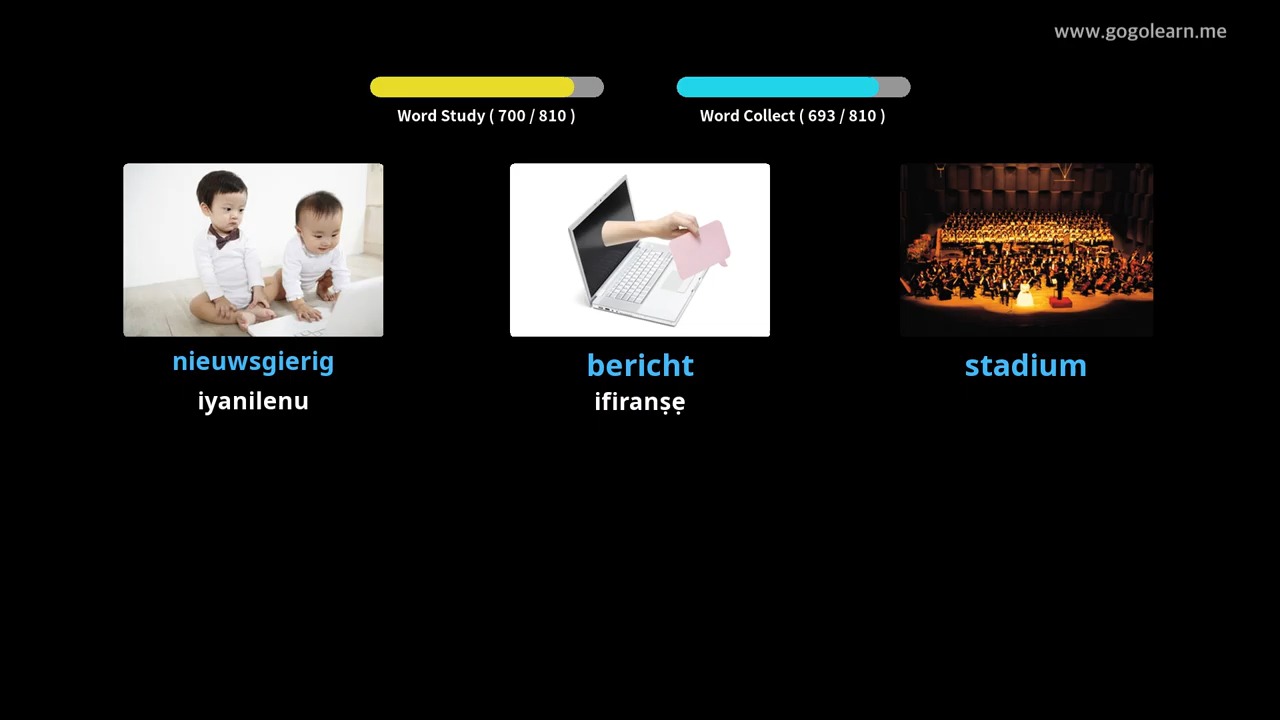 www.gogolearn.me
Word Study ( 700 / 810 )
Word Collect ( 693 / 810 )
nieuwsgierig
bericht
stadium
iyanilenu
ifiranṣẹ